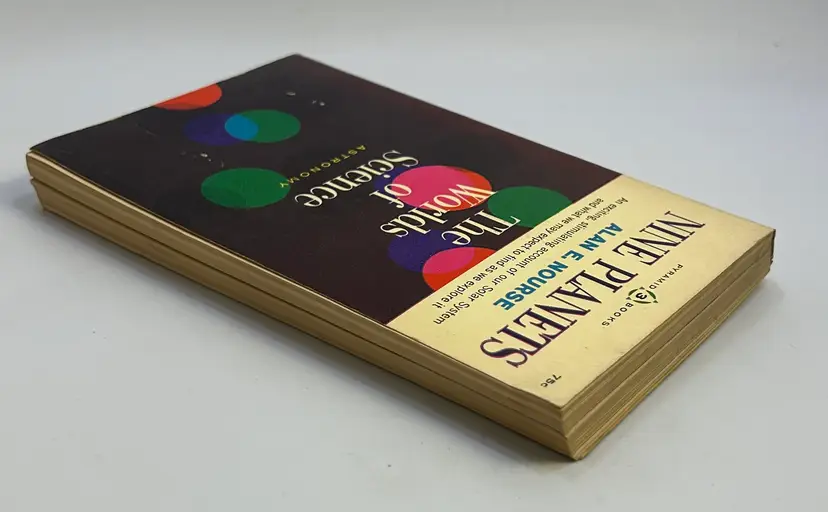 PYRAMID BOOKS
75¢
NINE PLANETS
ALAN E. NOURSE
An exciting, stimulating account of our Solar System
and what we may expect to find as we explore it
The
Worlds
of
Science
ASTRONOMY